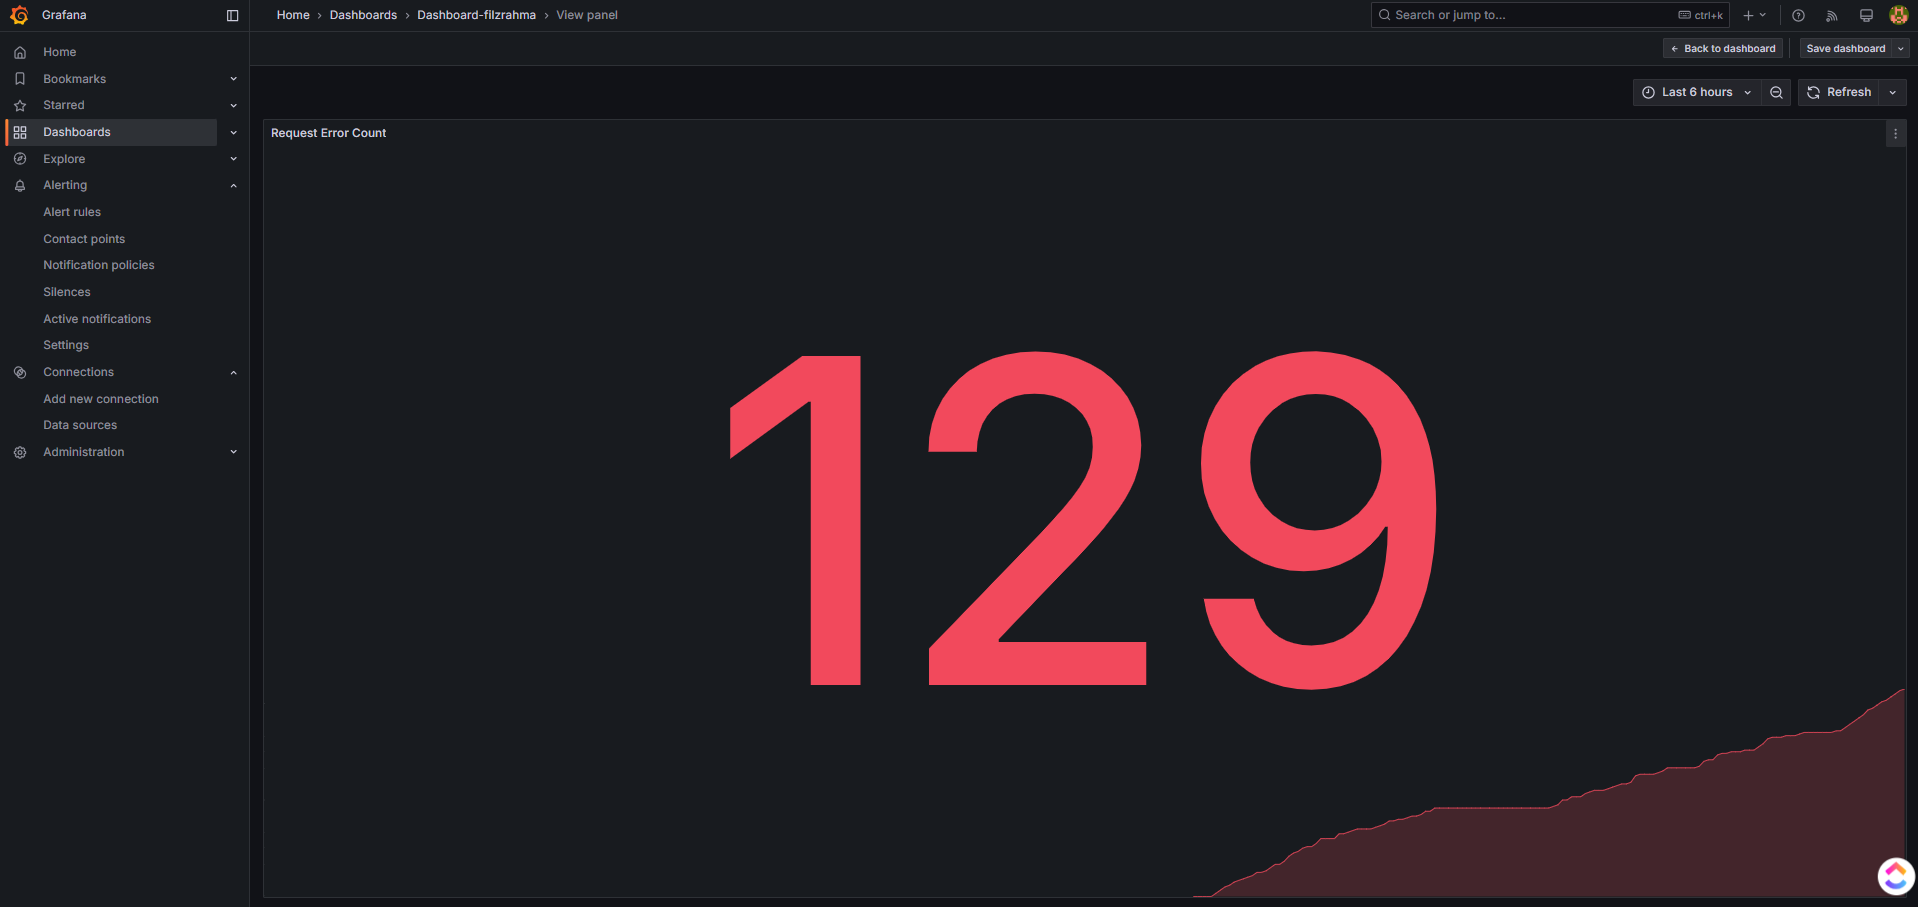 Grafana
Home › Dashboards › Dashboard-filzrahma › View panel
Search or jump to...
ctrl+k
Back to dashboard
Save dashboard
Home
Bookmarks
Starred
Dashboards
Explore
Alerting
Alert rules
Contact points
Notification policies
Silences
Active notifications
Settings
Connections
Add new connection
Data sources
Administration
Last 6 hours
Refresh
Request Error Count
129